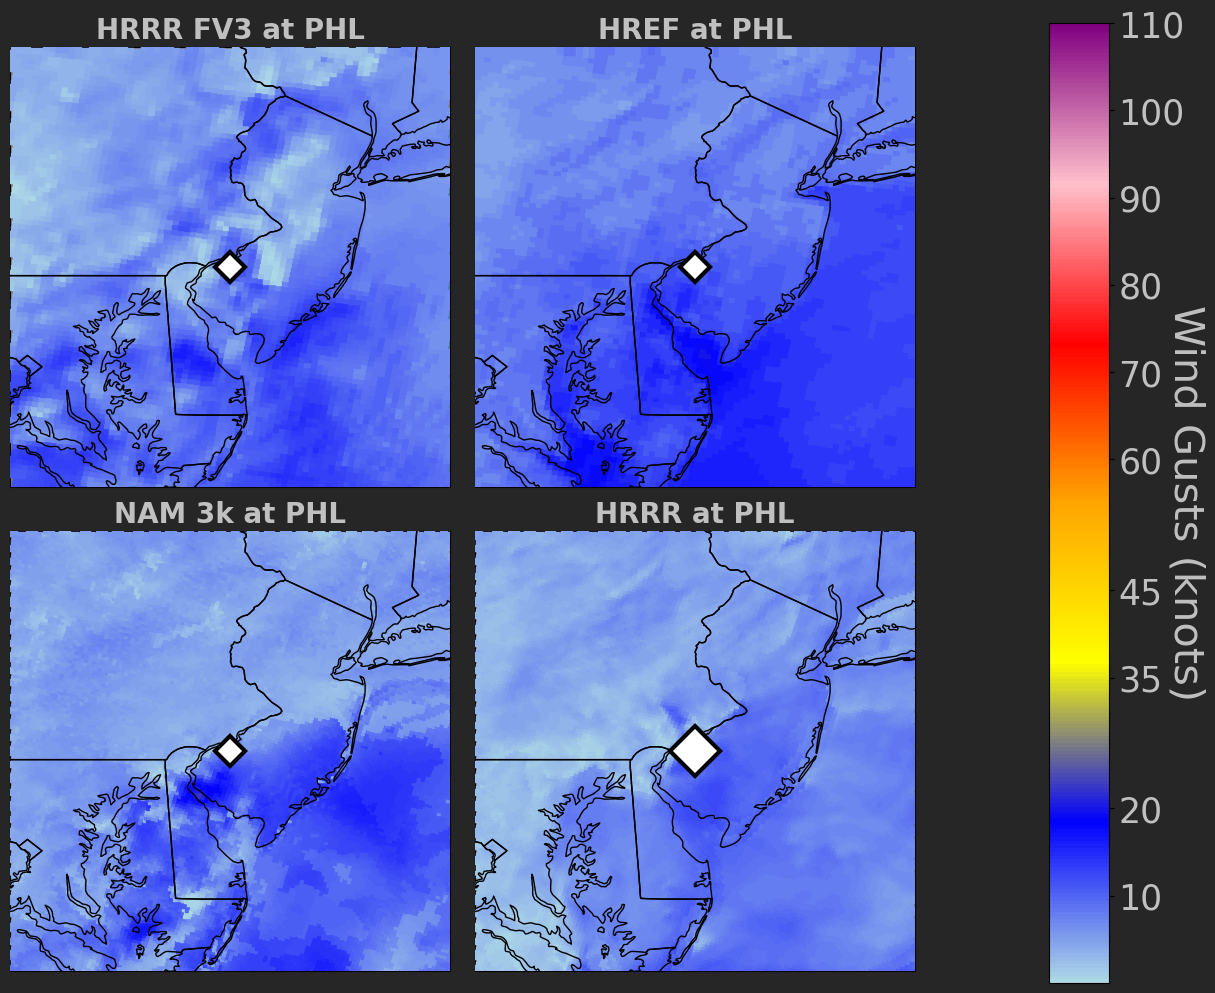 HRRR FV3 at PHL
HREF at PHL
NAM 3k at PHL
HRRR at PHL
110
100
90
80
70
60
45
35
20
10
Wind Gusts (knots)